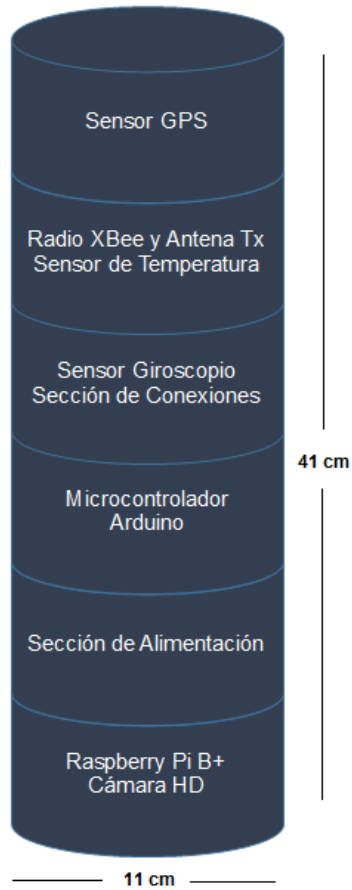 Sensor GPS
Radio XBee y Antena Tx
Sensor de Temperatura
Sensor Giroscopio
Sección de Conexiones
41 cm
Microcontrolador
Arduino
Sección de Alimentación
Raspberry Pi B+
Cámara HD
11 cm